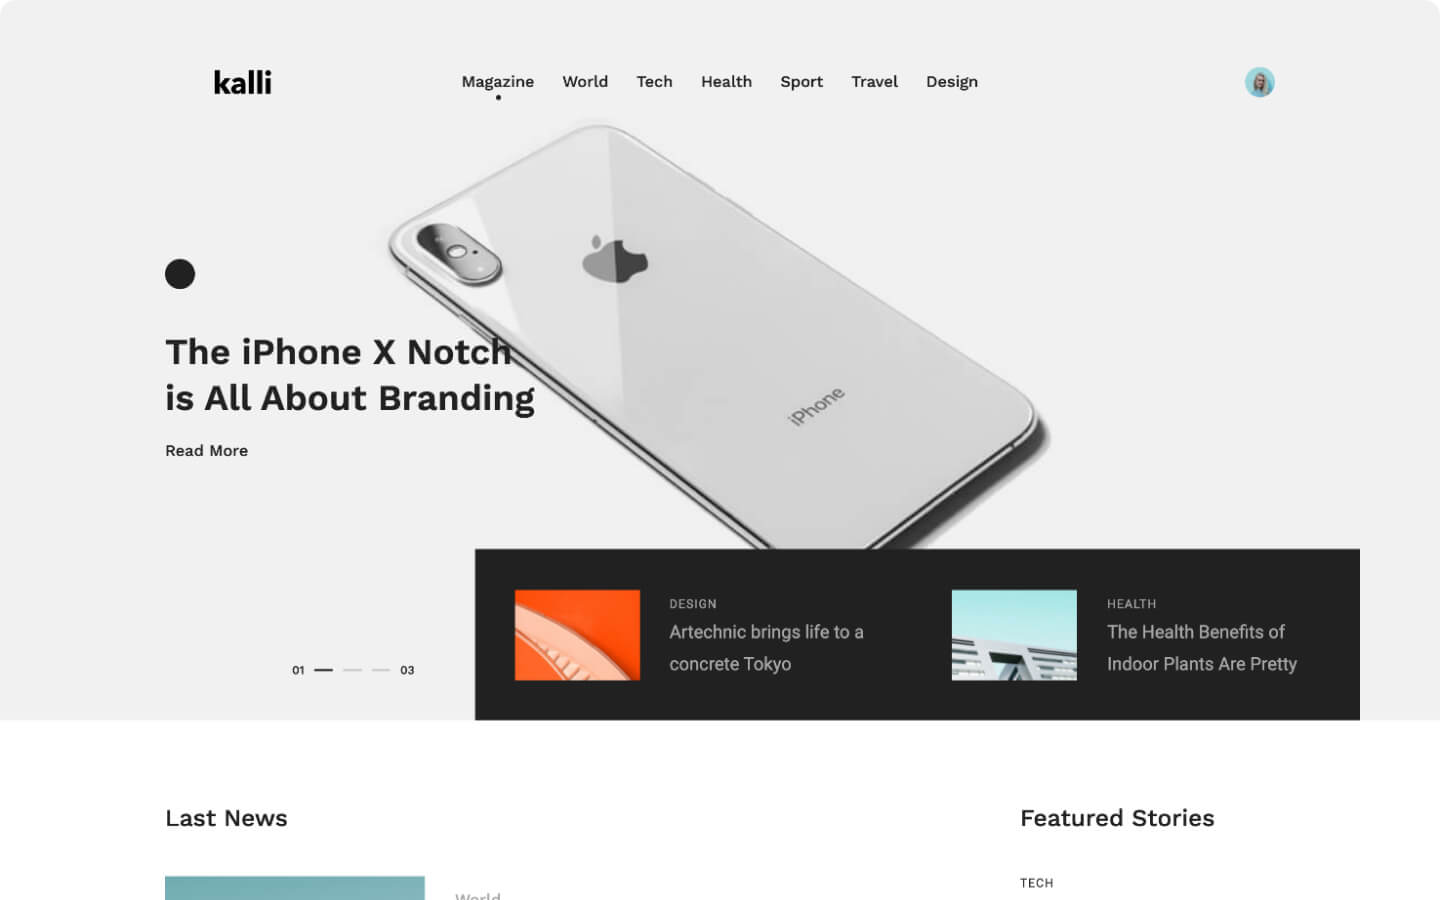 kalli
Magazine World Tech Health Sport Travel Design
iPhone
The iPhone X Notch
is All About Branding
Read More
01 03
DESIGN
Artechnic brings life to a
concrete Tokyo
HEALTH
The Health Benefits of
Indoor Plants Are Pretty
Last News
World
Featured Stories
TECH